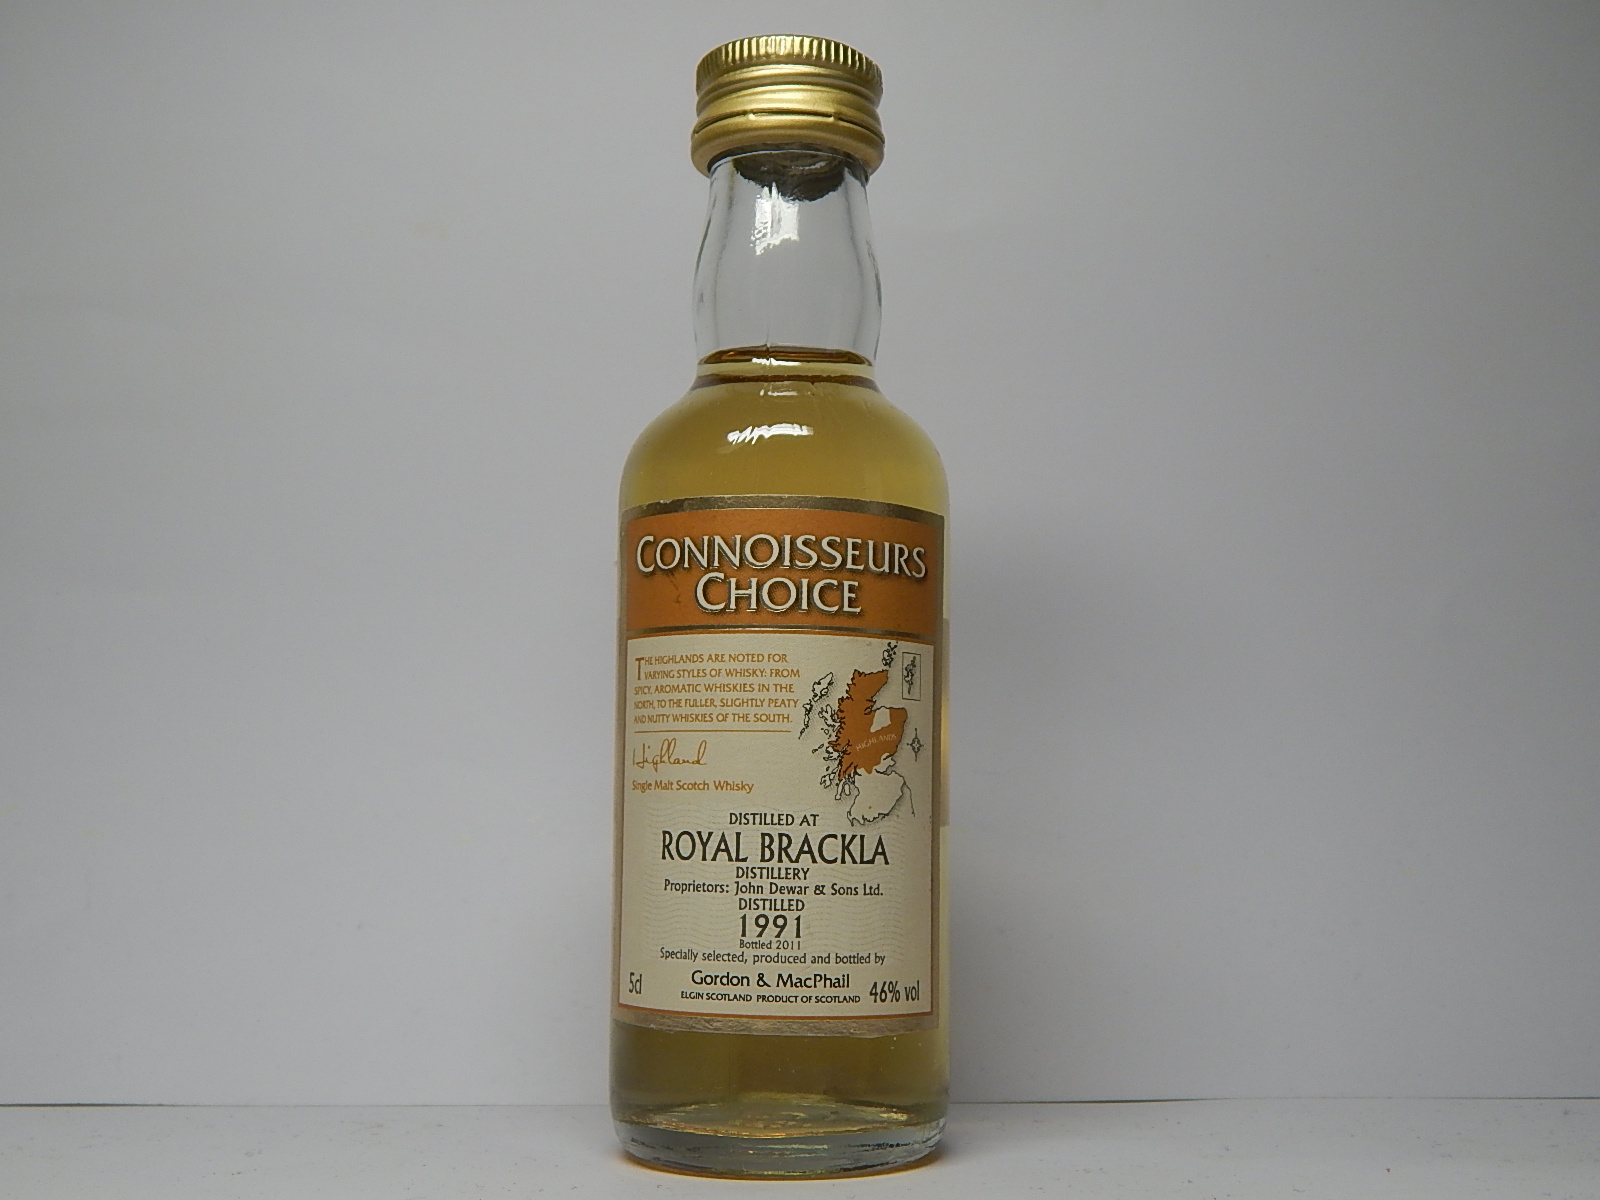 CONNOISSEURS
CHOICE
THE HIGHLANDS ARE NOTED FOR
VARYING STYLES OF WHISKY: FROM
SPICY, AROMATIC WHISKIES IN THE
NORTH, TO THE FULLER, SLIGHTLY PEATY
AND NUTTY WHISKIES OF THE SOUTH.
HIGHLANDS
Highland
Single Malt Scotch Whisky
DISTILLED AT
ROYAL BRACKLA
DISTILLERY
Proprietors: John Dewar & Sons Ltd.
DISTILLED
1991
Bottled 2011
Specially selected, produced and bottled by
Gordon & MacPhail
5cl ELGIN SCOTLAND PRODUCT OF SCOTLAND 46% vol